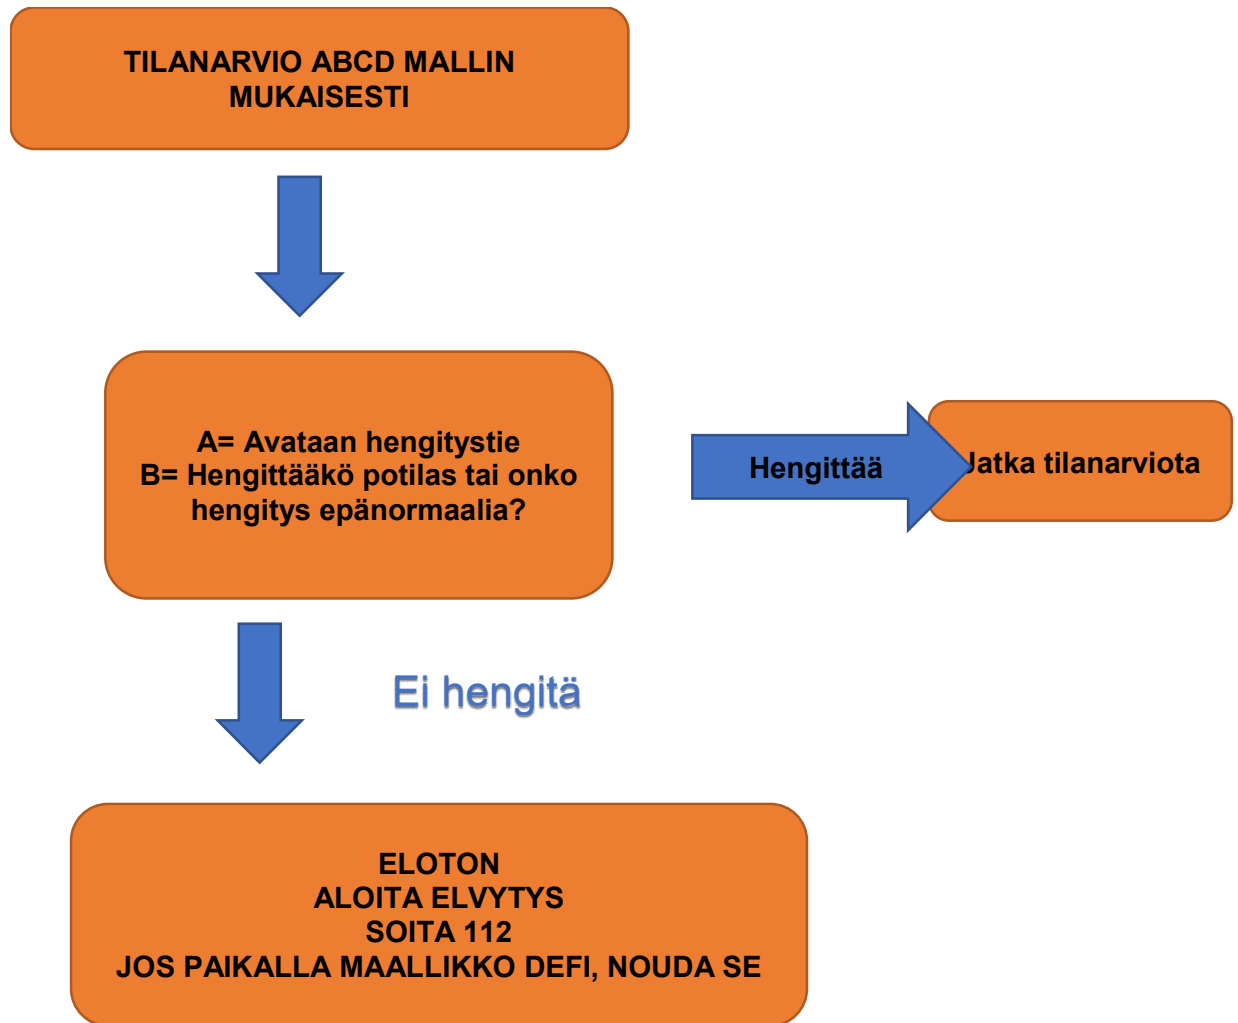 TILANARVIO ABCD MALLIN
MUKAISESTI
A= Avataan hengitystie
B= Hengittääkö potilas tai onko
hengitys epänormaalia?
Hengittää
Jatka tilanarviota
Ei hengitä
ELOTON
ALOITA ELVYTYS
SOITA 112
JOS PAIKALLA MAALLIKKO DEFI, NOUDA SE